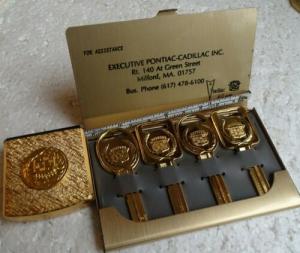 FOR ASSISTANCE
EXECUTIVE PONTIAC-CADILLAC INC.
Rt. 140 At Green Street
Milford, MA. 01757
Bus. Phone (617) 478-6100